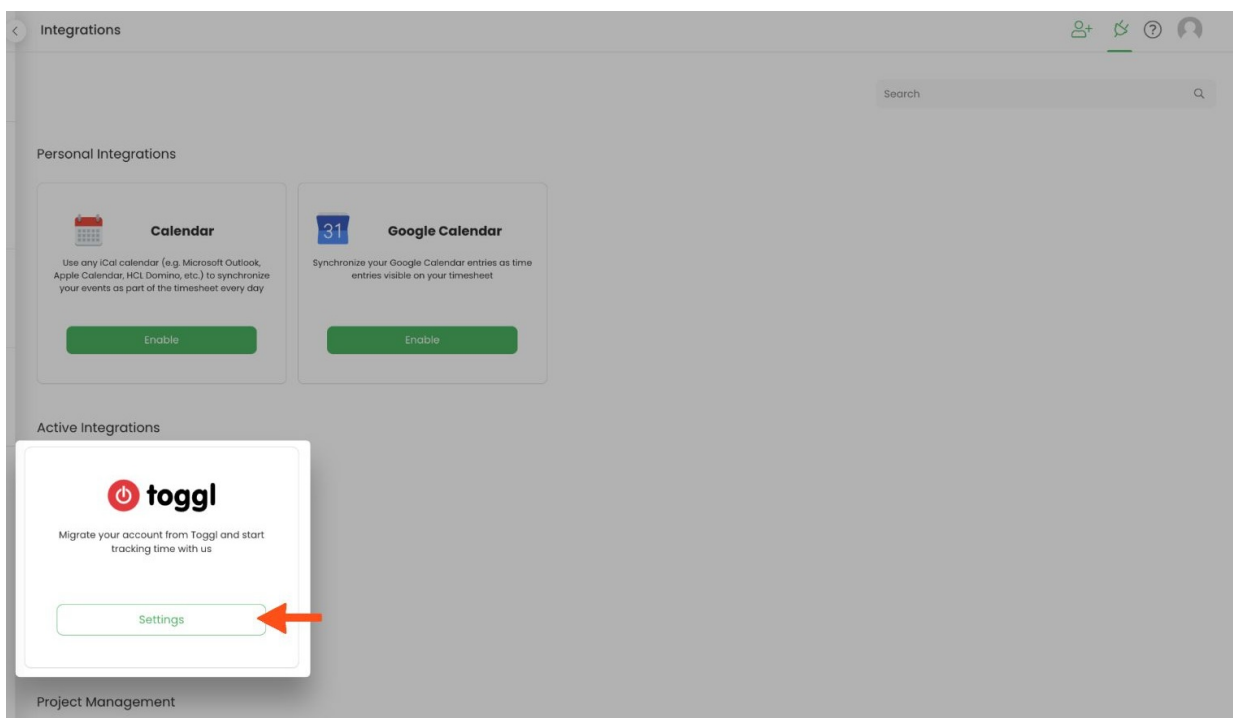 Integrations
Search
Personal Integrations
Calendar
Use any iCal calendar (e.g. Microsoft Outlook,
Apple Calendar, HCL Domino, etc.) to synchronize
your events as part of the timesheet every day
Enable
31
Google Calendar
Synchronize your Google Calendar entries as time
entries visible on your timesheet
Enable
Active Integrations
toggl
Migrate your account from Toggl and start
tracking time with us
Settings
Project Management